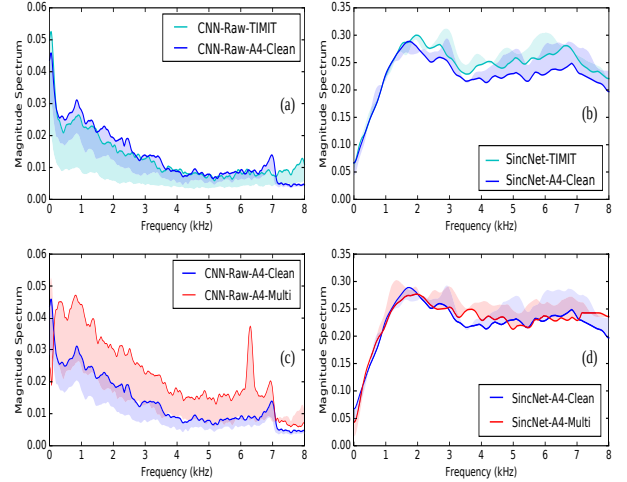 0.06
0.05
0.04
0.03
0.02
0.01
0.00
Magnitude Spectrum
CNN-Raw-TIMIT
CNN-Raw-A4-Clean
(a)
0 1 2 3 4 5 6 7 8
Frequency (kHz)
0.35
0.30
0.25
0.20
0.15
0.10
0.05
0.00
Magnitude Spectrum
(b)
SincNet-TIMIT
SincNet-A4-Clean
0 1 2 3 4 5 6 7 8
Frequency (kHz)
0.06
0.05
0.04
0.03
0.02
0.01
0.00
Magnitude Spectrum
CNN-Raw-A4-Clean
CNN-Raw-A4-Multi
(c)
0 1 2 3 4 5 6 7 8
Frequency (kHz)
0.35
0.30
0.25
0.20
0.15
0.10
0.05
0.00
Magnitude Spectrum
(d)
SincNet-A4-Clean
SincNet-A4-Multi
0 1 2 3 4 5 6 7 8
Frequency (kHz)